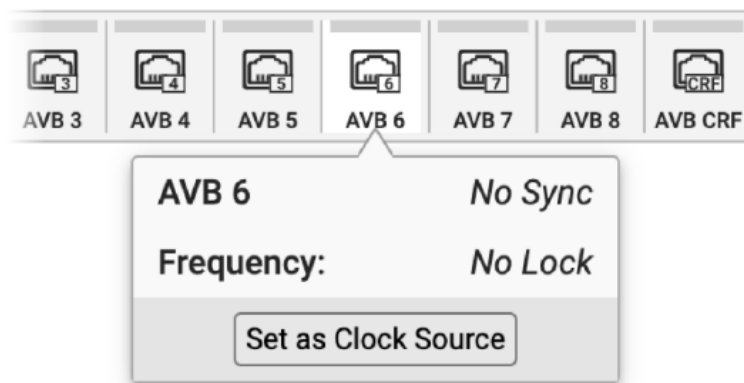 3 4 5 6 7 8 CRF
AVB 3 AVB 4 AVB 5 AVB 6 AVB 7 AVB 8 AVB CRF
AVB 6 No Sync
Frequency: No Lock
Set as Clock Source